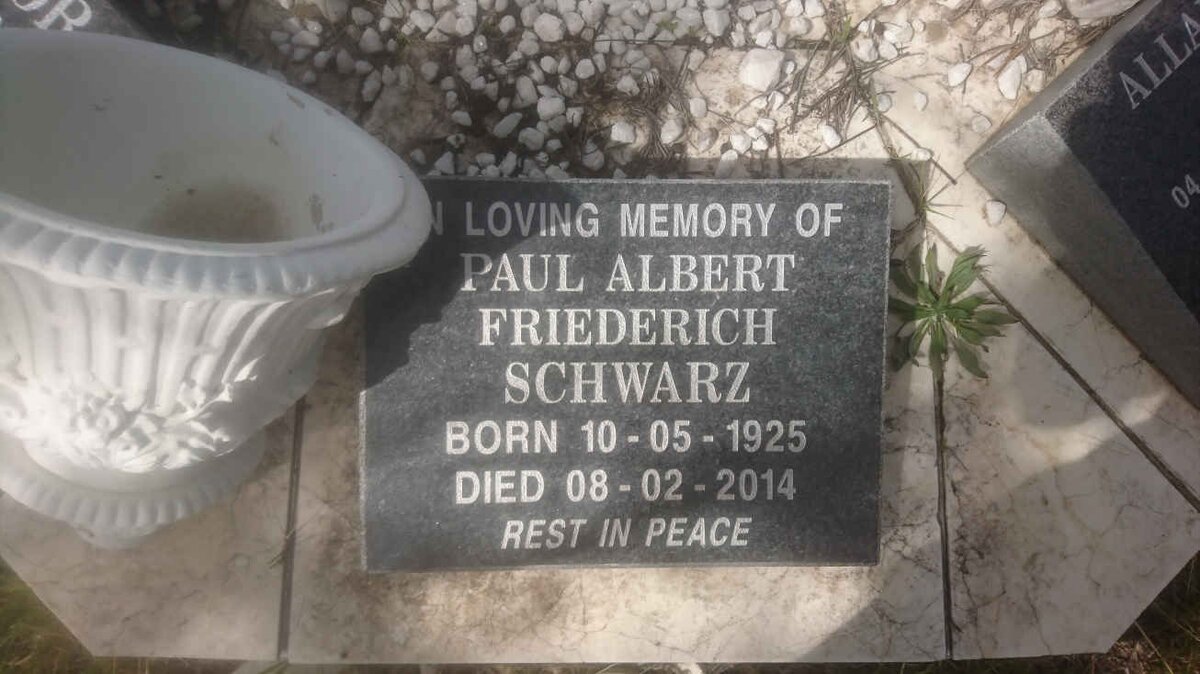 IN LOVING MEMORY OF
PAUL ALBERT
FRIEDERICH
SCHWARZ
BORN 10-05-1925
DIED 08-02-2014
REST IN PEACE
ALLA
04